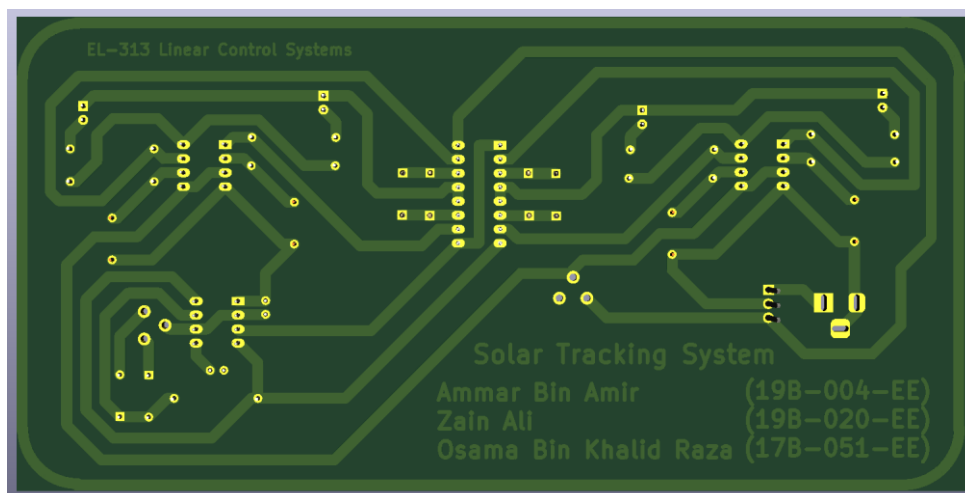 EL-313 Linear Control Systems
Solar Tracking System
Ammar Bin Amir (19B-004-EE)
Zain Ali (19B-020-EE)
Osama Bin Khalid Raza (17B-051-EE)